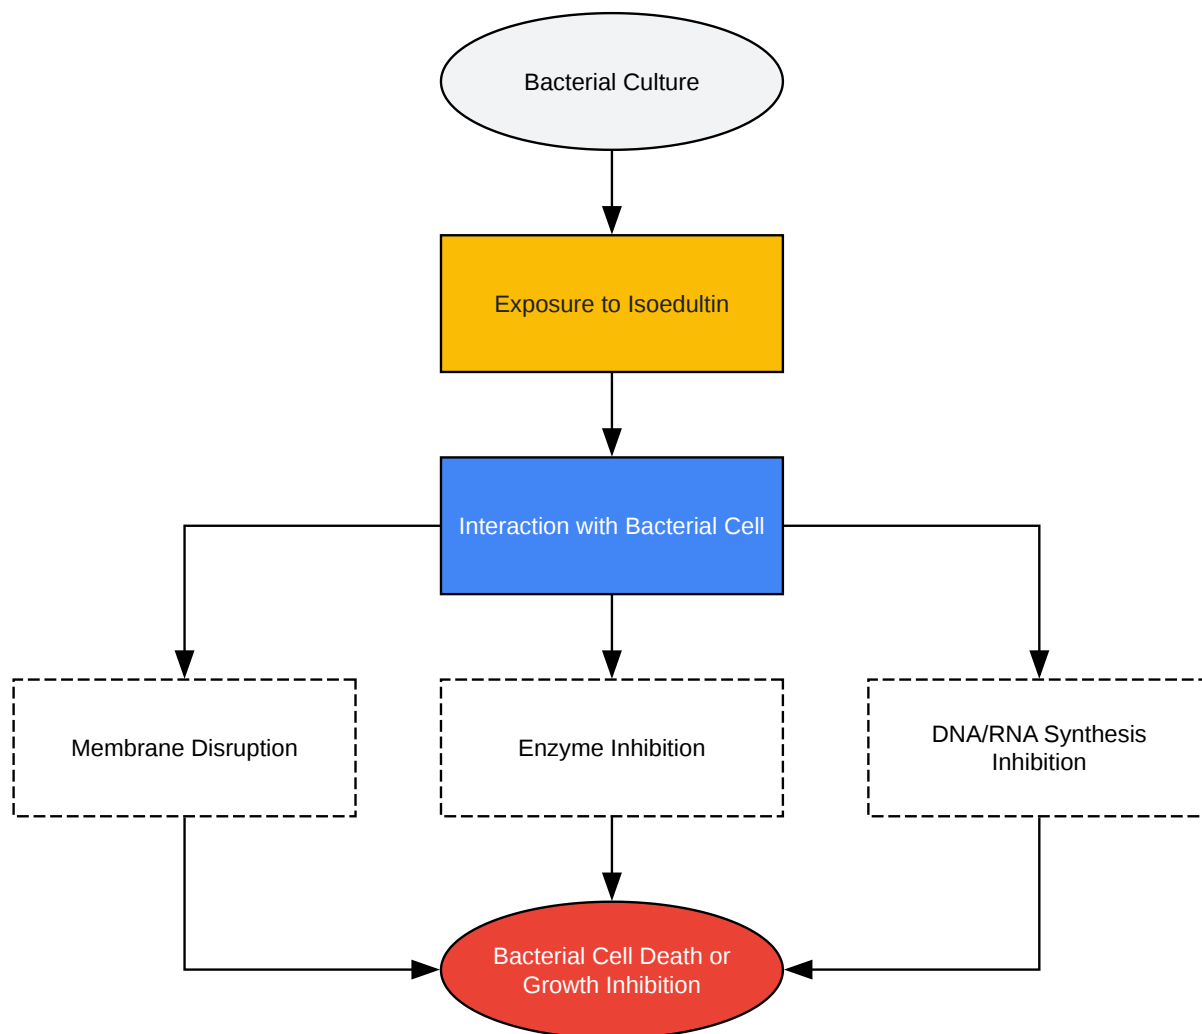 Bacterial Culture
Exposure to Isoedultin
Interaction with Bacterial Cell
Membrane Disruption
Enzyme Inhibition
DNA/RNA Synthesis
Inhibition
Bacterial Cell Death or
Growth Inhibition